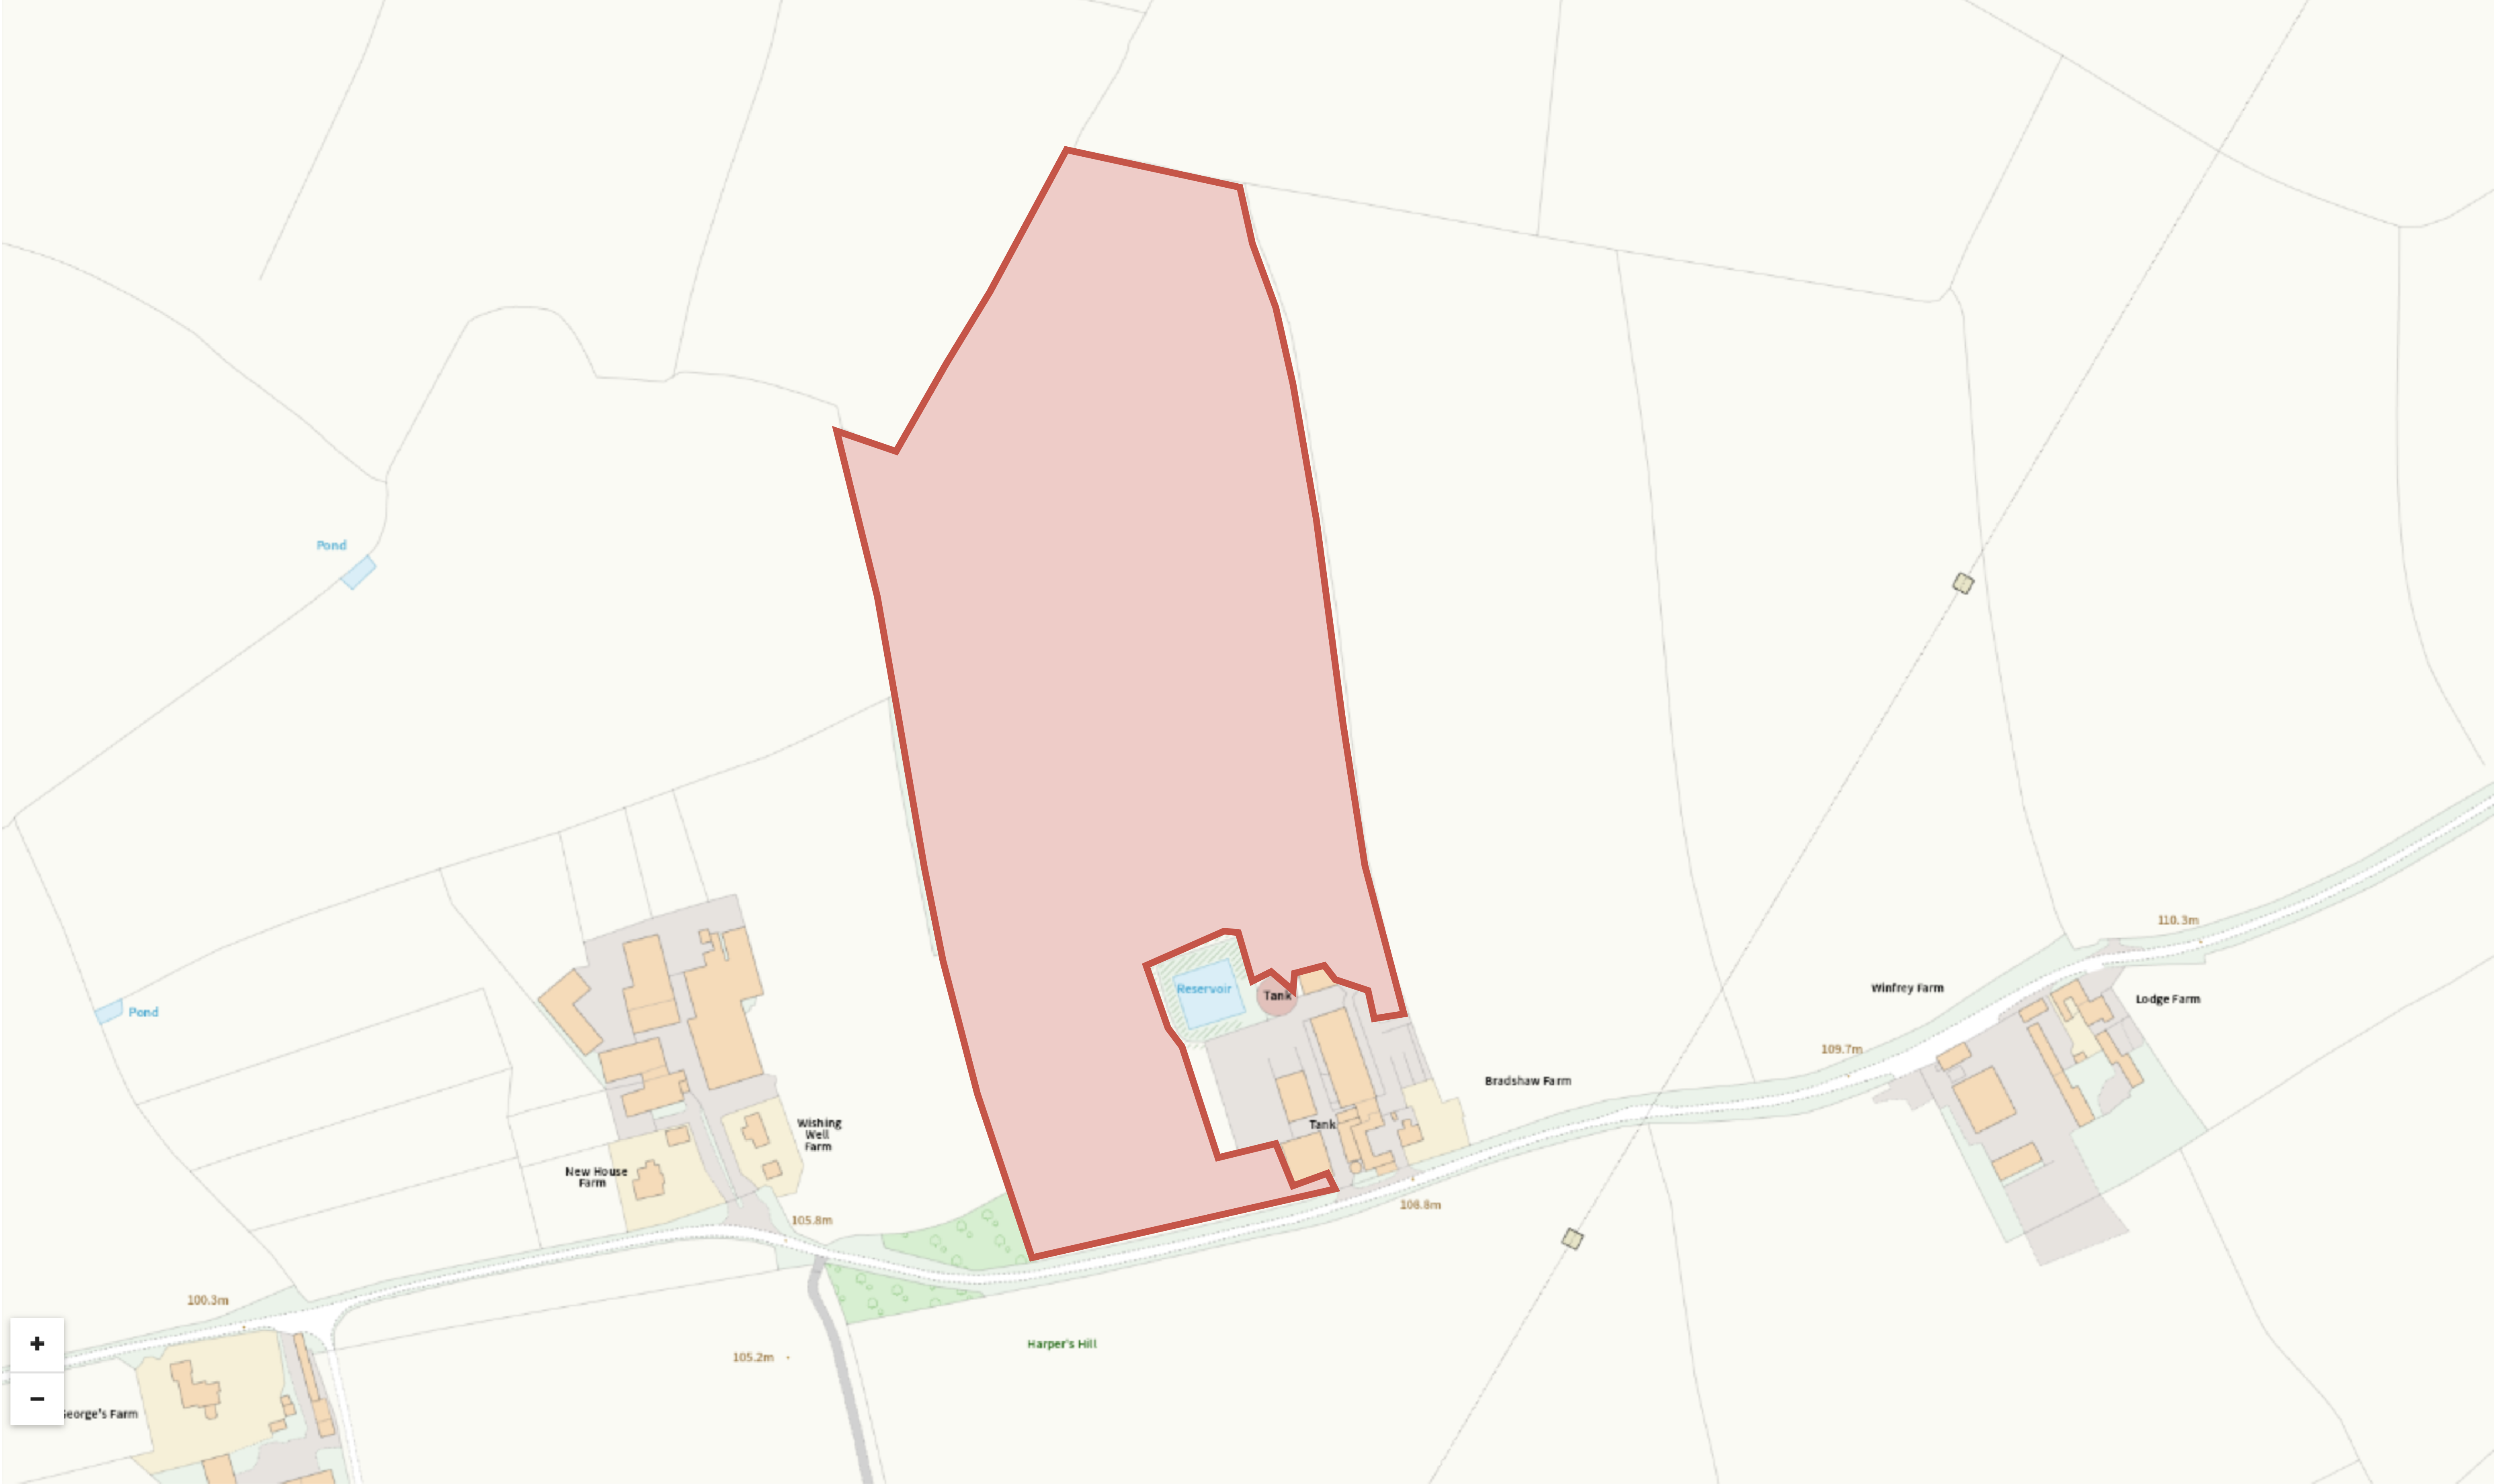 Pond
Reservoir
Tank
110.3m
Winfrey Farm
Lodge Farm
Pond
109.7m
Bradshaw Farm
Wishing
Well
Farm
Tank
New House
Farm
108.8m
105.8m
100.3m
Harper's Hill
105.2m
George's Farm
+
−